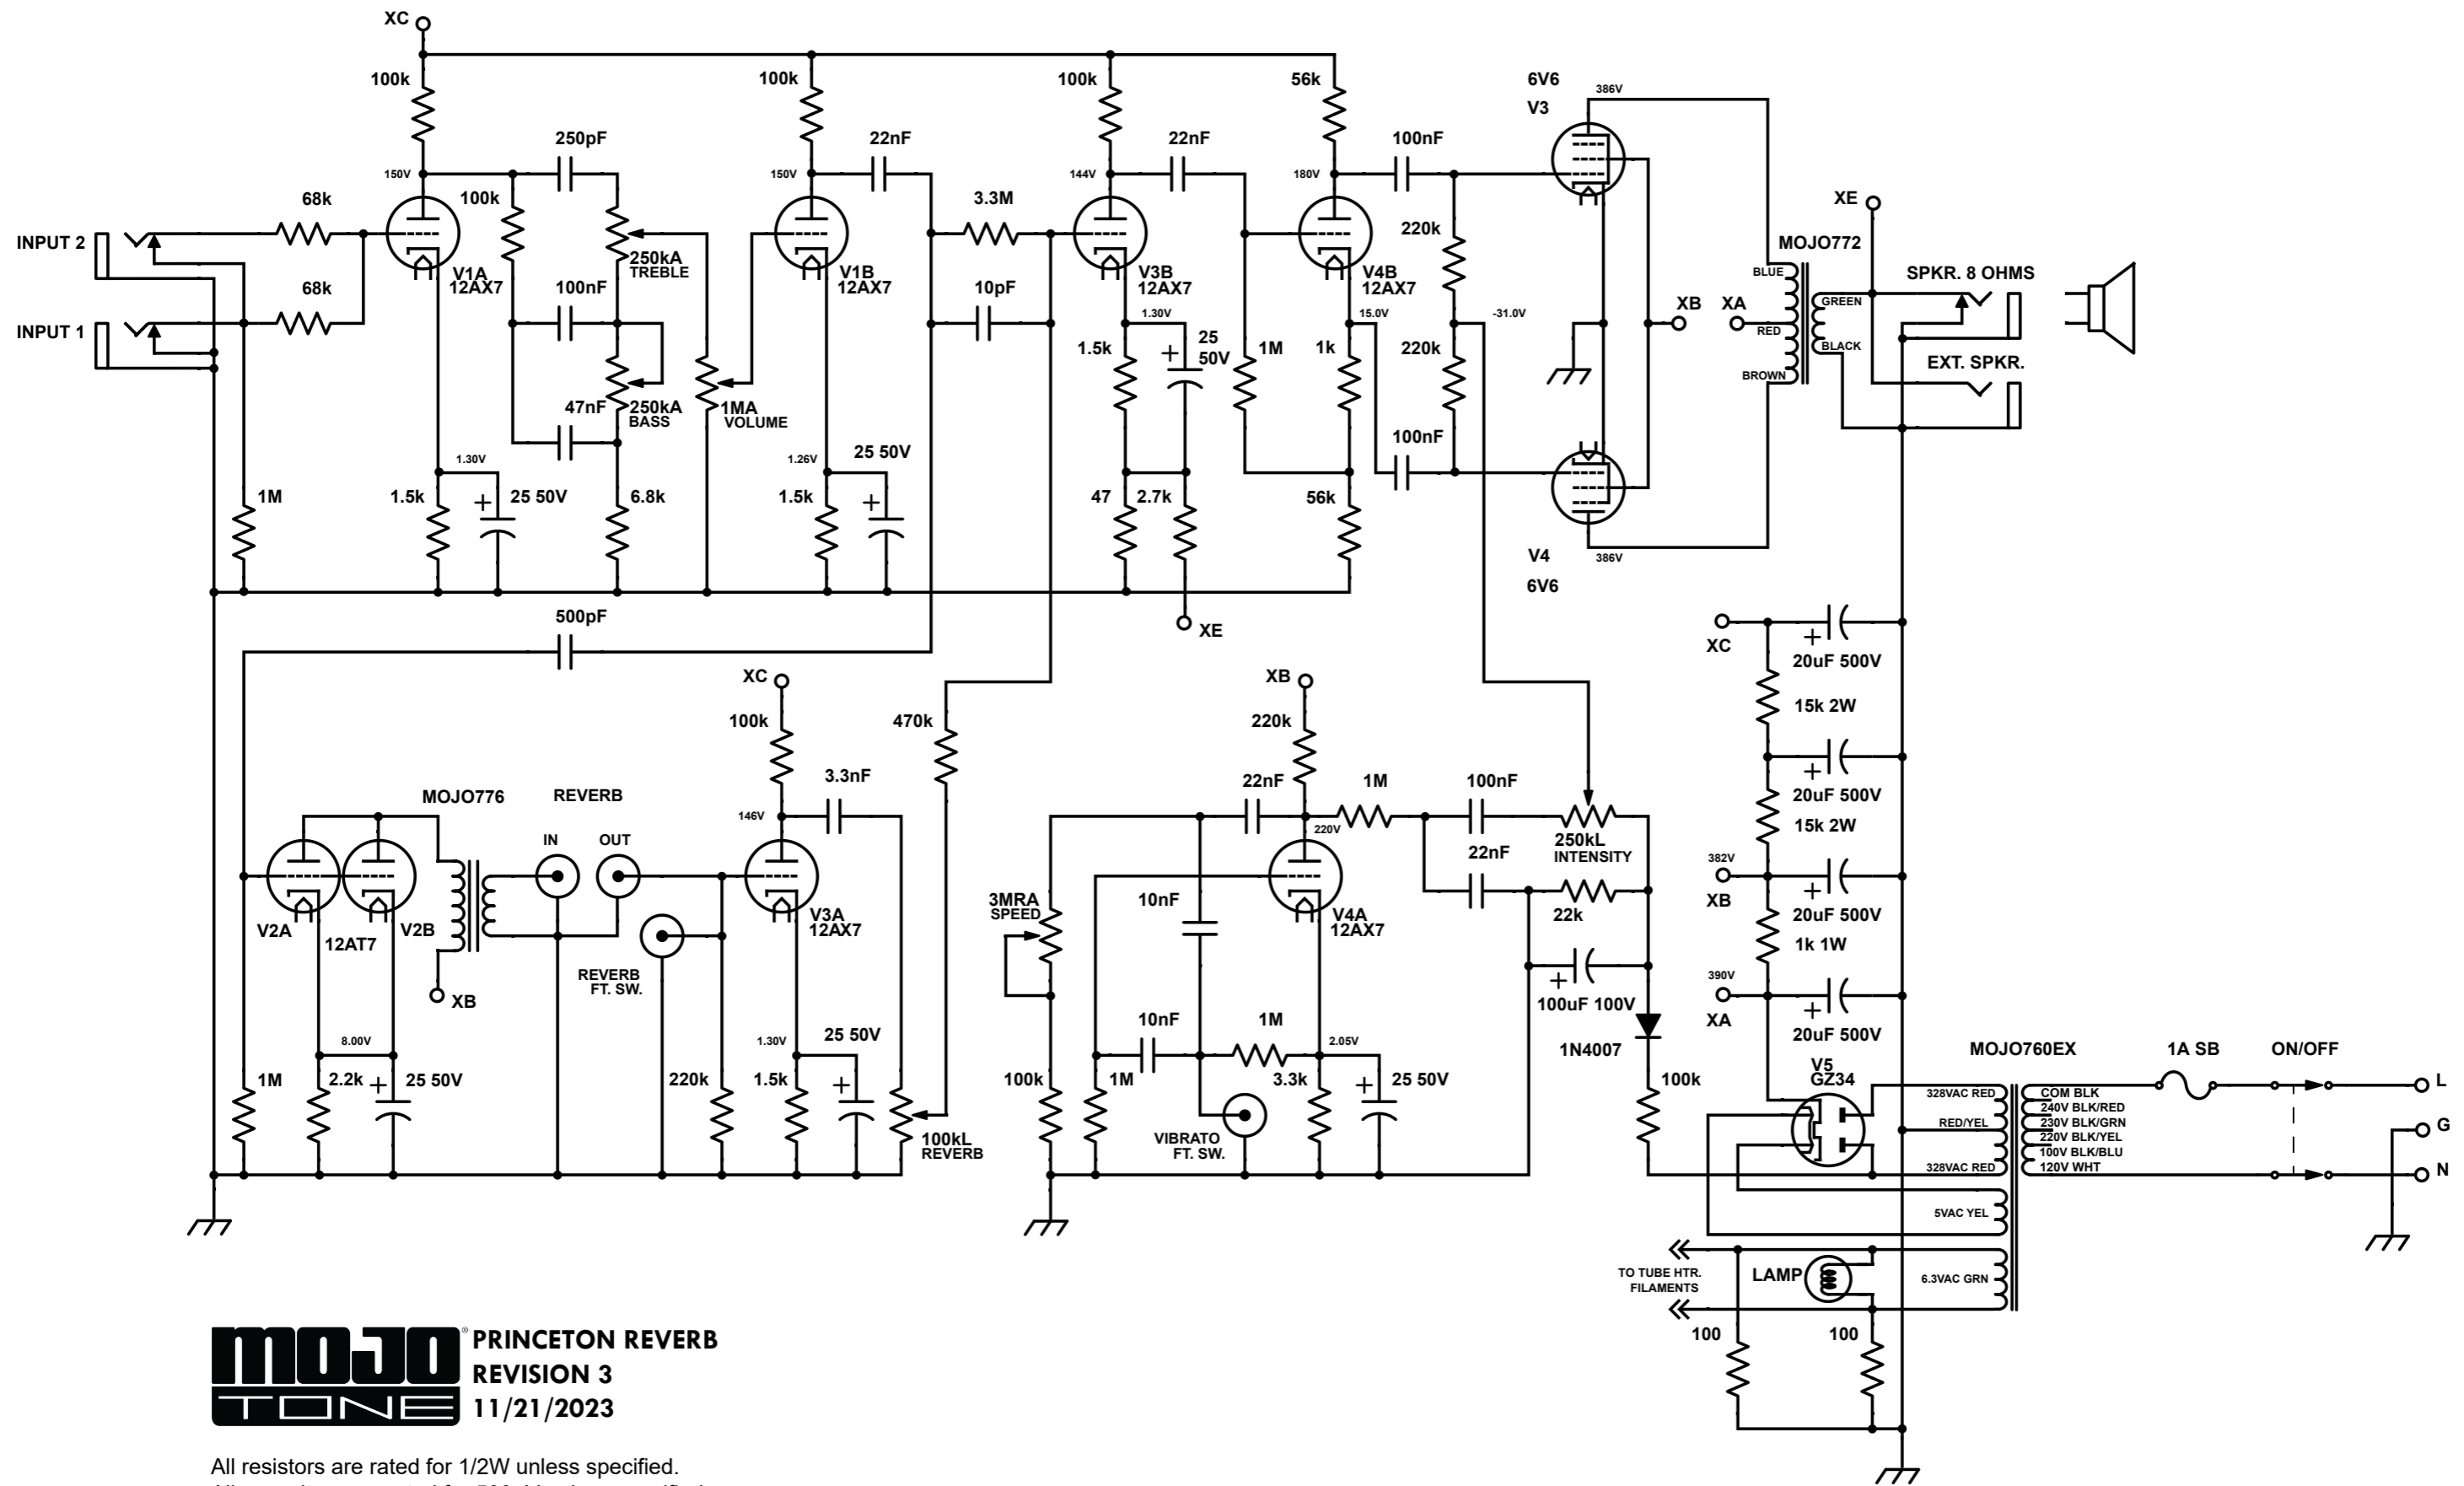 XC
100k
100k
100k
56k
6V6
V3
386V
250pF
22nF
22nF
100nF
150V
150V
144V
180V
68k
100k
3.3M
220k
XE
INPUT 2
MOJO772
250kA
TREBLE
V1A
12AX7
V1B
12AX7
V3B
12AX7
V4B
12AX7
BLUE
SPKR. 8 OHMS
68k
100nF
10pF
GREEN
XB
XA
INPUT 1
1.30V
15.0V
-31.0V
RED
25
50V
1.5k
1M
1k
220k
BLACK
EXT. SPKR.
BROWN
47nF
250kA
BASS
1MA
VOLUME
100nF
1.30V
1.26V
25 50V
1M
1.5k
25 50V
6.8k
1.5k
47
2.7k
56k
V4
386V
6V6
500pF
XE
XC
20uF 500V
XC
XB
15k 2W
100k
470k
220k
3.3nF
22nF
1M
100nF
20uF 500V
MOJO776
REVERB
146V
220V
15k 2W
IN
OUT
250kL
INTENSITY
22nF
382V
XB
3MRA
SPEED
10nF
22k
20uF 500V
V2A
12AT7
V2B
V3A
12AX7
V4A
12AX7
1k 1W
REVERB
FT. SW.
390V
XB
100uF 100V
XA
10nF
1M
20uF 500V
8.00V
1.30V
25 50V
2.05V
1N4007
MOJO760EX
1A SB
ON/OFF
V5
GZ34
1M
2.2k
25 50V
220k
1.5k
100k
1M
3.3k
25 50V
100k
L
328VAC RED
COM BLK
240V BLK/RED
RED/YEL
230V BLK/GRN
G
100kL
REVERB
VIBRATO
FT. SW.
220V BLK/YEL
100V BLK/BLU
328VAC RED
120V WHT
N
5VAC YEL
TO TUBE HTR.
FILAMENTS
LAMP
6.3VAC GRN
100
100
MOJO
TONE
®
PRINCETON REVERB
REVISION 3
11/21/2023
All resistors are rated for 1/2W unless specified.